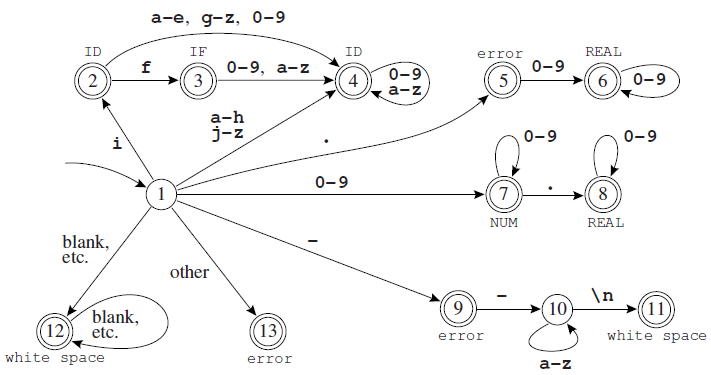 a-e, g-z, 0-9
ID
IF
ID
error
REAL
2
f
3
0-9, a-z
4
0-9
a-z
5
0-9
6
0-9
i
a-h
j-z
.
0-9
0-9
1
0-9
7
.
8
NUM
REAL
blank,
etc.
other
-
12
blank,
etc.
13
9
-
10
\n
11
white space
error
error
white space
a-z